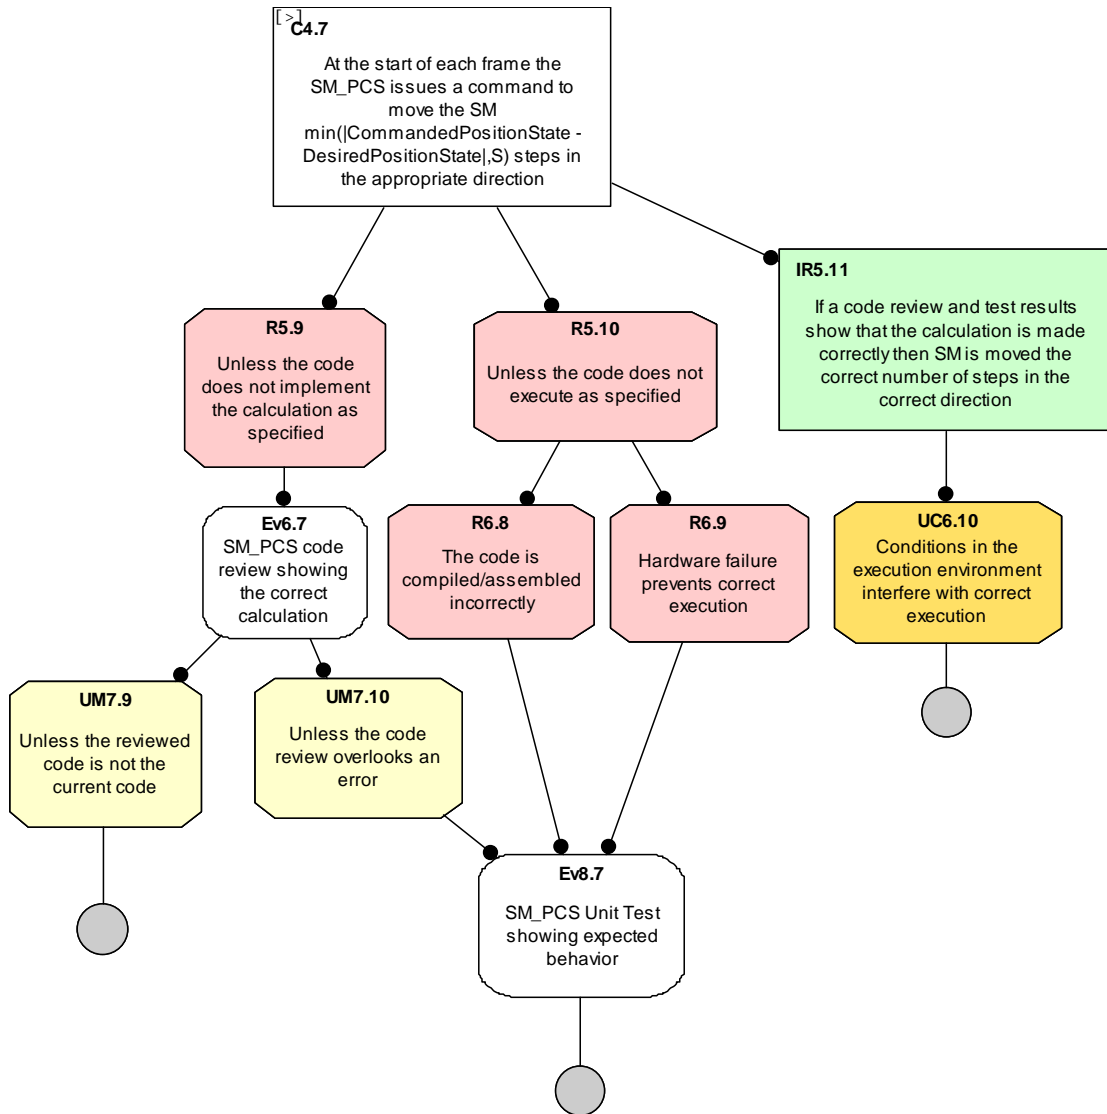 [>]
C4.7
At the start of each frame the
SM_PCS issues a command to
move the SM
min(|CommandedPositionState -
DesiredPositionState|,S) steps in
the appropriate direction
IR5.11
If a code review and test results
show that the calculation is made
correctly then SM is moved the
correct number of steps in the
correct direction
R5.9
Unless the code
does not implement
the calculation as
specified
R5.10
Unless the code does not
execute as specified
Ev6.7
SM_PCS code
review showing
the correct
calculation
R6.8
The code is
compiled/assembled
incorrectly
R6.9
Hardware failure
prevents correct
execution
UC6.10
Conditions in the
execution environment
interfere with correct
execution
UM7.9
Unless the reviewed
code is not the
current code
UM7.10
Unless the code
review overlooks an
error
Ev8.7
SM_PCS Unit Test
showing expected
behavior